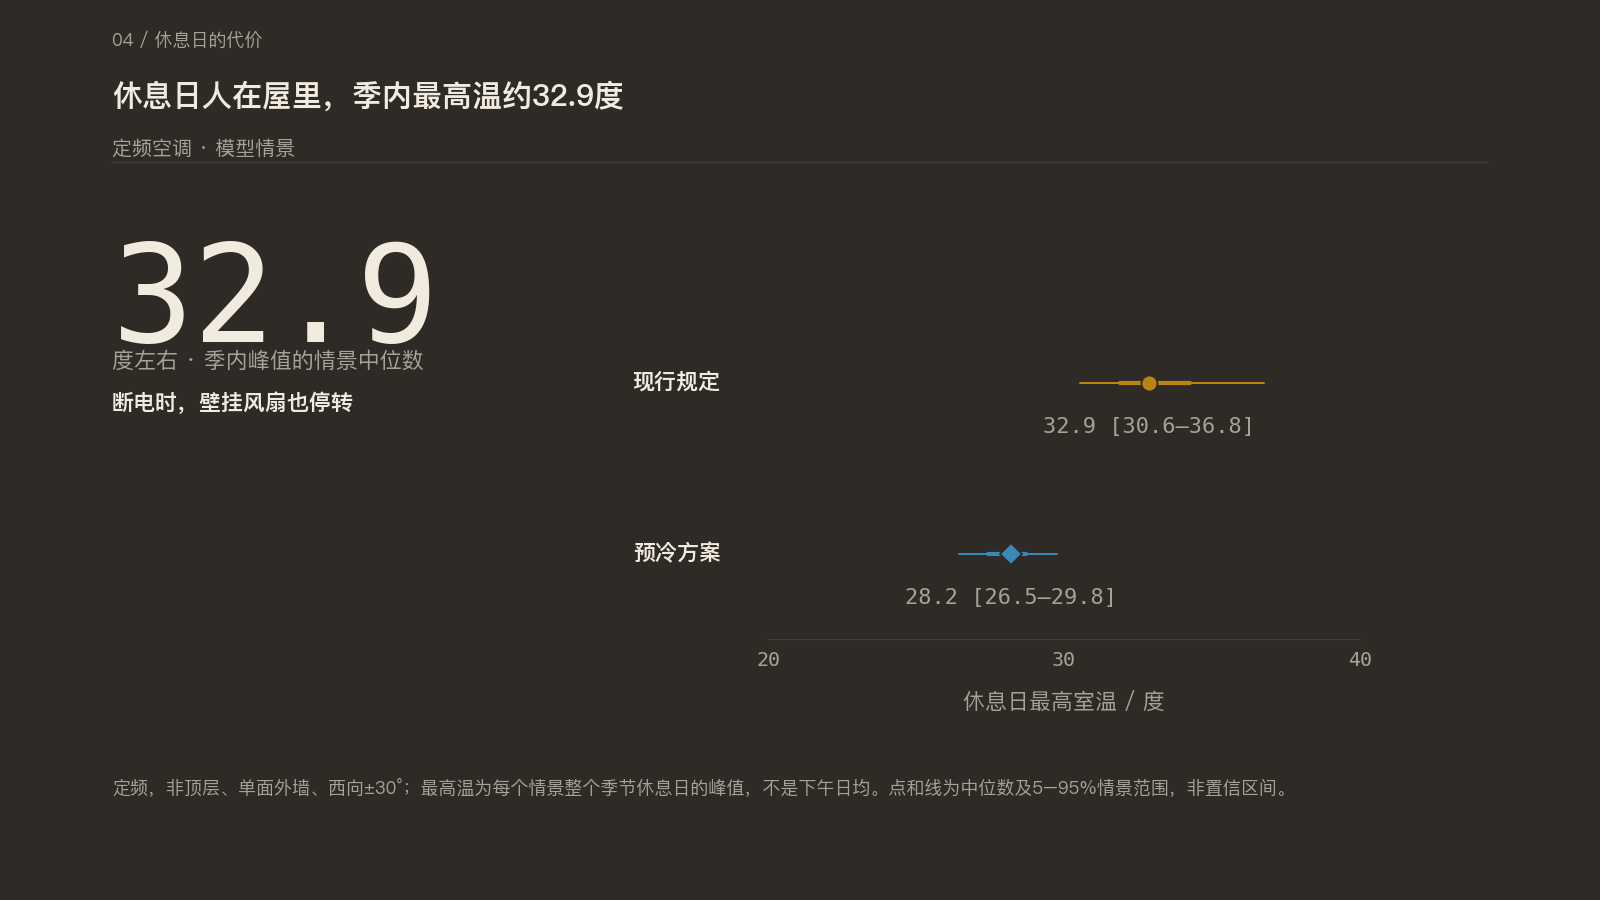 04 / 休息日的代价
休息日人在屋里，季内最高温约32.9度
定频空调 · 模型情景
32.9
度左右 · 季内峰值的情景中位数
断电时，壁挂风扇也停转
现行规定
32.9 [30.6—36.8]
预冷方案
28.2 [26.5—29.8]
20 30 40
休息日最高室温 / 度
定频，非顶层、单面外墙、西向±30°；最高温为每个情景整个季节休息日的峰值，不是下午日均。点和线为中位数及5—95%情景范围，非置信区间。